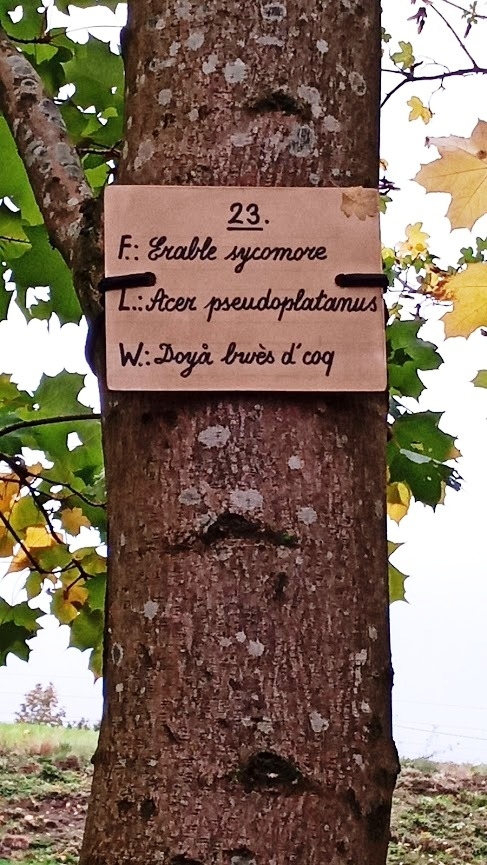 23.
F.: Erable sycomore
L.: Acer pseudoplatanus
W.: Doyå bwès d'coq